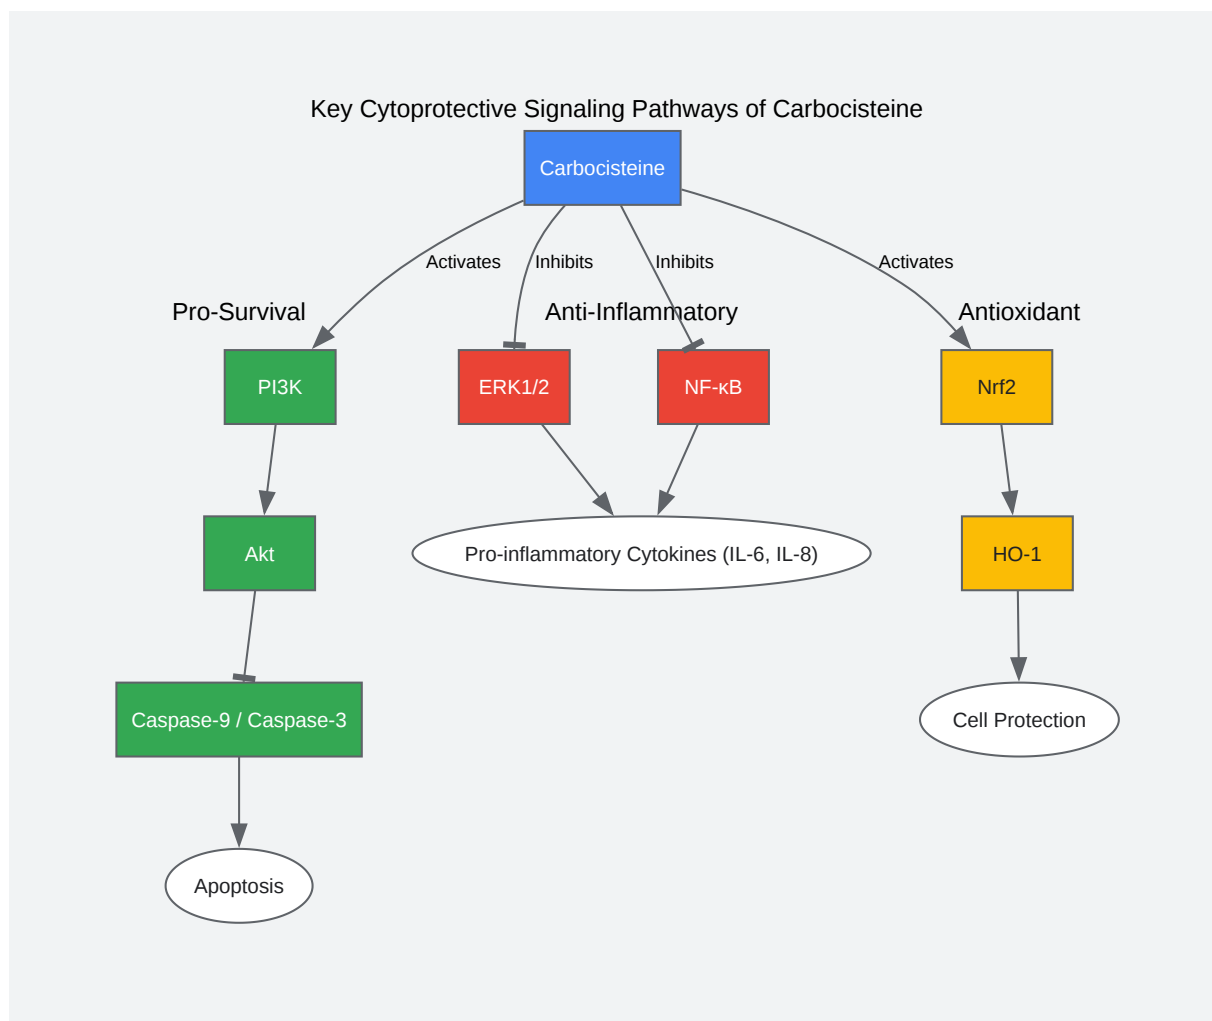 Key Cytoprotective Signaling Pathways of Carbocisteine
Carbocisteine
Activates
Inhibits
Inhibits
Activates
Pro-Survival
Anti-Inflammatory
Antioxidant
PI3K
ERK1/2
NF-κB
Nrf2
Akt
Pro-inflammatory Cytokines (IL-6, IL-8)
HO-1
Caspase-9 / Caspase-3
Cell Protection
Apoptosis